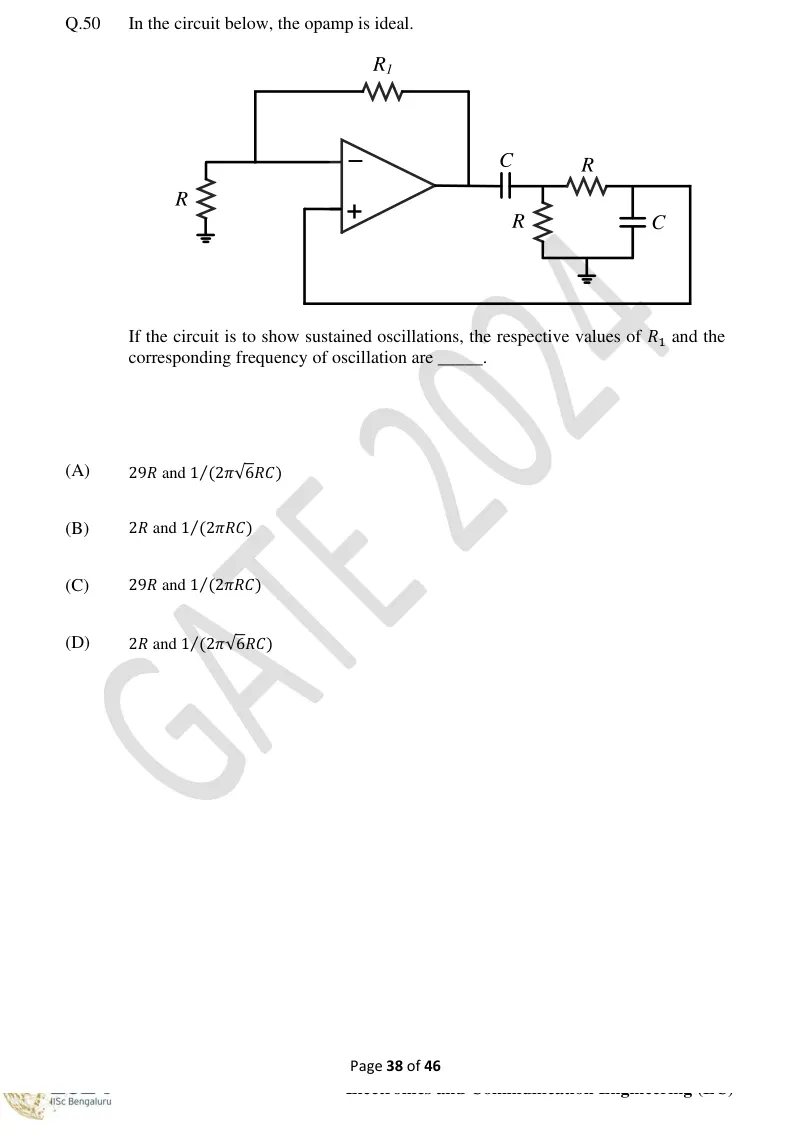 Q.50 In the circuit below, the opamp is ideal.
R₁
C
R
R
−
+
R
C
If the circuit is to show sustained oscillations, the respective values of 𝑅₁ and the
corresponding frequency of oscillation are _____.
(A) 29𝑅 and 1/(2𝜋√6𝑅𝐶)
(B) 2𝑅 and 1/(2𝜋𝑅𝐶)
(C) 29𝑅 and 1/(2𝜋𝑅𝐶)
(D) 2𝑅 and 1/(2𝜋√6𝑅𝐶)
GATE 2024
Page 38 of 46
IISc Bengaluru